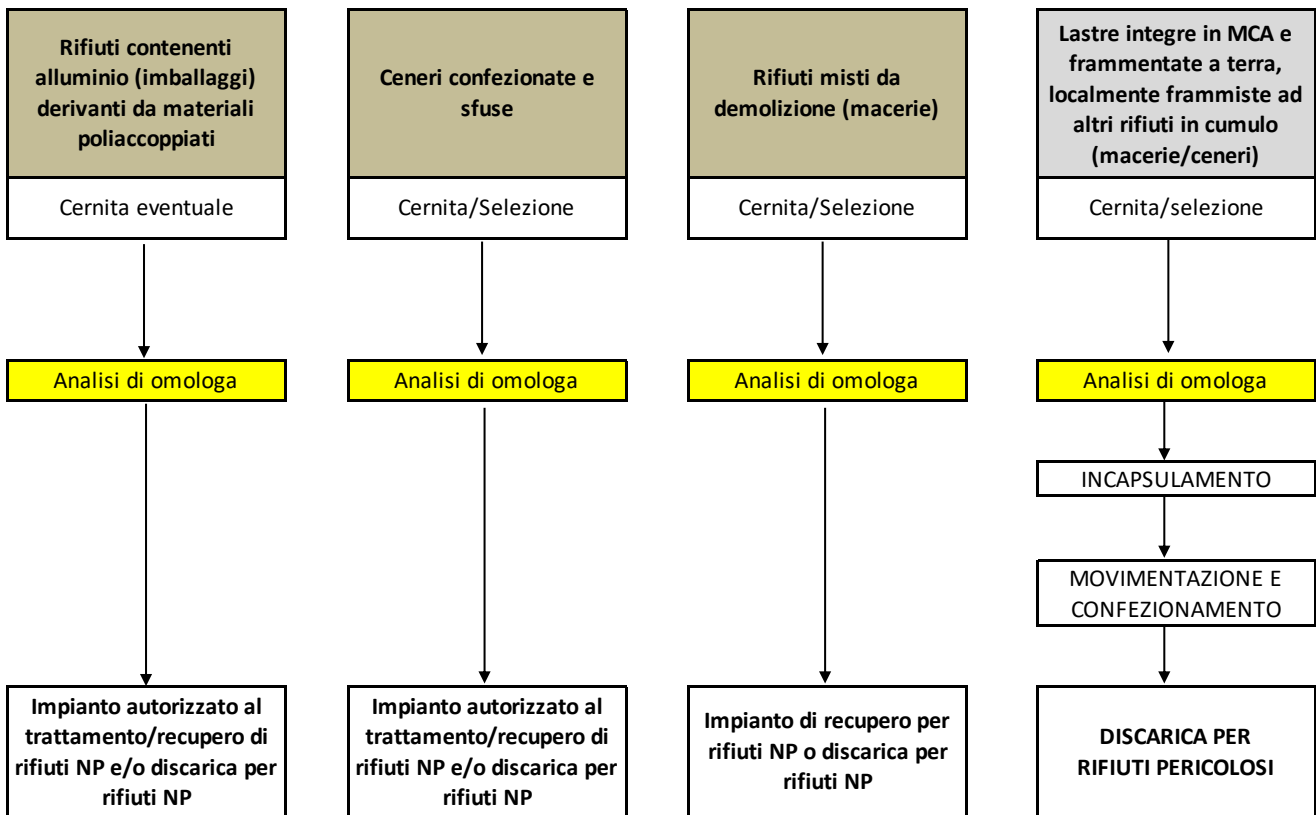 Rifiuti contenenti
alluminio (imballaggi)
derivanti da materiali
poliaccoppiati
Cernita eventuale
Ceneri confezionate e
sfuse
Cernita/Selezione
Rifiuti misti da
demolizione (macerie)
Cernita/Selezione
Lastre integre in MCA e
frammentate a terra,
localmente frammiste ad
altri rifiuti in cumulo
(macerie/ceneri)
Cernita/selezione
Analisi di omologa
Analisi di omologa
Analisi di omologa
Analisi di omologa
INCAPSULAMENTO
MOVIMENTAZIONE E
CONFEZIONAMENTO
Impianto autorizzato al
trattamento/recupero di
rifiuti NP e/o discarica per
rifiuti NP
Impianto autorizzato al
trattamento/recupero di
rifiuti NP e/o discarica per
rifiuti NP
Impianto di recupero per
rifiuti NP o discarica per
rifiuti NP
DISCARICA PER
RIFIUTI PERICOLOSI